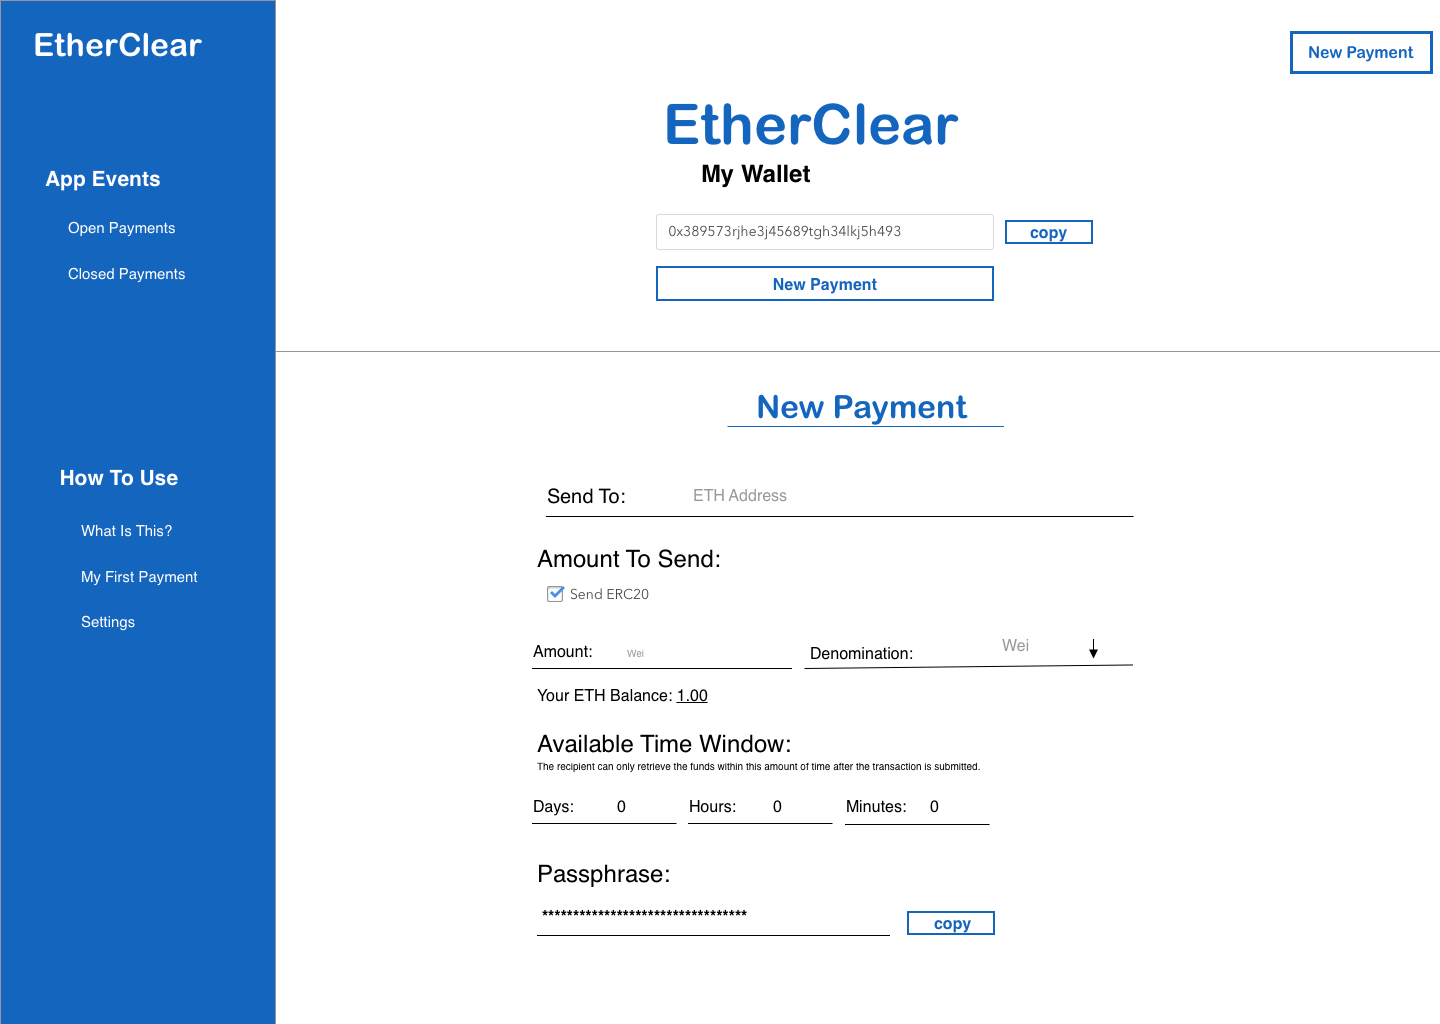 EtherClear
App Events
Open Payments
Closed Payments
How To Use
What Is This?
My First Payment
Settings
New Payment
EtherClear
My Wallet
0x389573rjhe3j45689tgh34lkj5h493 copy
New Payment
New Payment
Send To: ETH Address
Amount To Send:
Send ERC20
Amount: Wei Denomination: Wei
Your ETH Balance: 1.00
Available Time Window:
The recipient can only retrieve the funds within this amount of time after the transaction is submitted.
Days: 0 Hours: 0 Minutes: 0
Passphrase:
********************************* copy